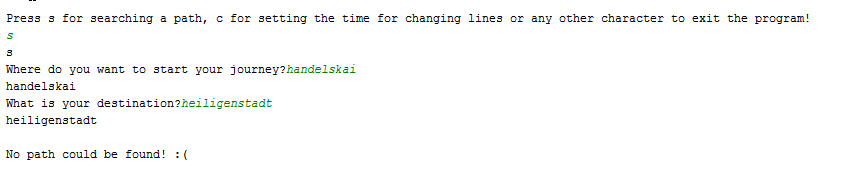 Press s for searching a path, c for setting the time for changing lines or any other character to exit the program!
s
s
Where do you want to start your journey?handelskai
handelskai
What is your destination?heiligenstadt
heiligenstadt
No path could be found! :(